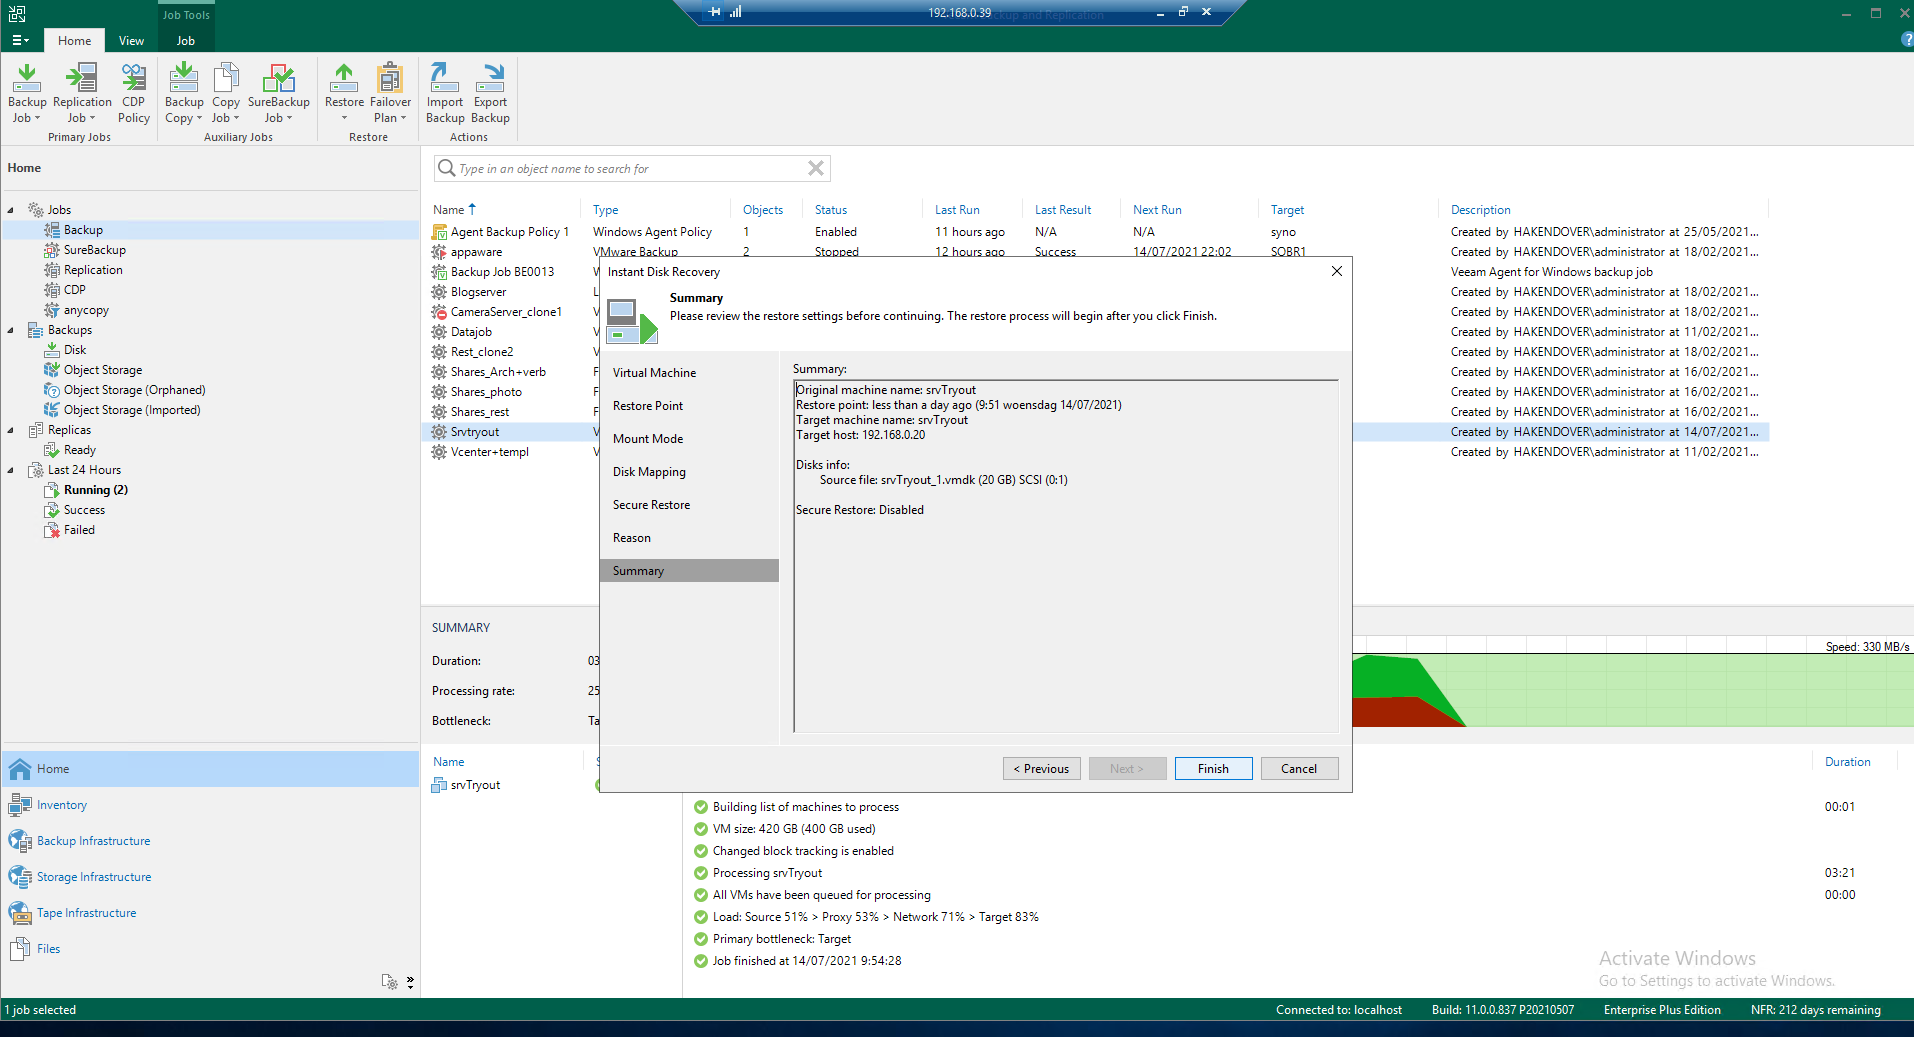 Job Tools
192.168.0.39
Backup and Replication
Home
View
Job
Backup Job
Replication Job
CDP Policy
Primary Jobs
Backup Copy
Copy Job
SureBackup Job
Auxiliary Jobs
Restore
Failover Plan
Restore
Import Backup
Export Backup
Actions
Home
Jobs
Backup
SureBackup
Replication
CDP
anycopy
Backups
Disk
Object Storage
Object Storage (Orphaned)
Object Storage (Imported)
Replicas
Ready
Last 24 Hours
Running (2)
Success
Failed
Home
Inventory
Backup Infrastructure
Storage Infrastructure
Tape Infrastructure
Files
Type in an object name to search for
Name Type Objects Status Last Run Last Result Next Run Target Description
Agent Backup Policy 1 Windows Agent Policy 1 Enabled 11 hours ago N/A N/A syno Created by HAKENDOVER\administrator at 25/05/2021...
appaware VMware Backup 2 Stopped 12 hours ago Success 14/07/2021 22:02 SOBR1 Created by HAKENDOVER\administrator at 18/02/2021...
Backup Job BE0013 Veeam Agent for Windows backup job
Blogserver L Created by HAKENDOVER\administrator at 18/02/2021...
CameraServer_clone1 V Created by HAKENDOVER\administrator at 18/02/2021...
Datajob V Created by HAKENDOVER\administrator at 11/02/2021...
Rest_clone2 V Created by HAKENDOVER\administrator at 18/02/2021...
Shares_Arch+verb F Created by HAKENDOVER\administrator at 16/02/2021...
Shares_photo F Created by HAKENDOVER\administrator at 16/02/2021...
Shares_rest F Created by HAKENDOVER\administrator at 16/02/2021...
Srvtryout V Created by HAKENDOVER\administrator at 14/07/2021...
Vcenter+templ V Created by HAKENDOVER\administrator at 11/02/2021...
Instant Disk Recovery
Summary
Please review the restore settings before continuing. The restore process will begin after you click Finish.
Virtual Machine
Restore Point
Mount Mode
Disk Mapping
Secure Restore
Reason
Summary
Summary:
Original machine name: srvTryout
Restore point: less than a day ago (9:51 woensdag 14/07/2021)
Target machine name: srvTryout
Target host: 192.168.0.20
Disks info:
Source file: srvTryout_1.vmdk (20 GB) SCSI (0:1)
Secure Restore: Disabled
< Previous
Next >
Finish
Cancel
SUMMARY
Duration: 03
Processing rate: 25
Bottleneck: Ta
Speed: 330 MB/s
Name
srvTryout
Duration
Building list of machines to process 00:01
VM size: 420 GB (400 GB used)
Changed block tracking is enabled
Processing srvTryout 03:21
All VMs have been queued for processing 00:00
Load: Source 51% > Proxy 53% > Network 71% > Target 83%
Primary bottleneck: Target
Job finished at 14/07/2021 9:54:28
Activate Windows
Go to Settings to activate Windows.
1 job selected
Connected to: localhost
Build: 11.0.0.837 P20210507
Enterprise Plus Edition
NFR: 212 days remaining